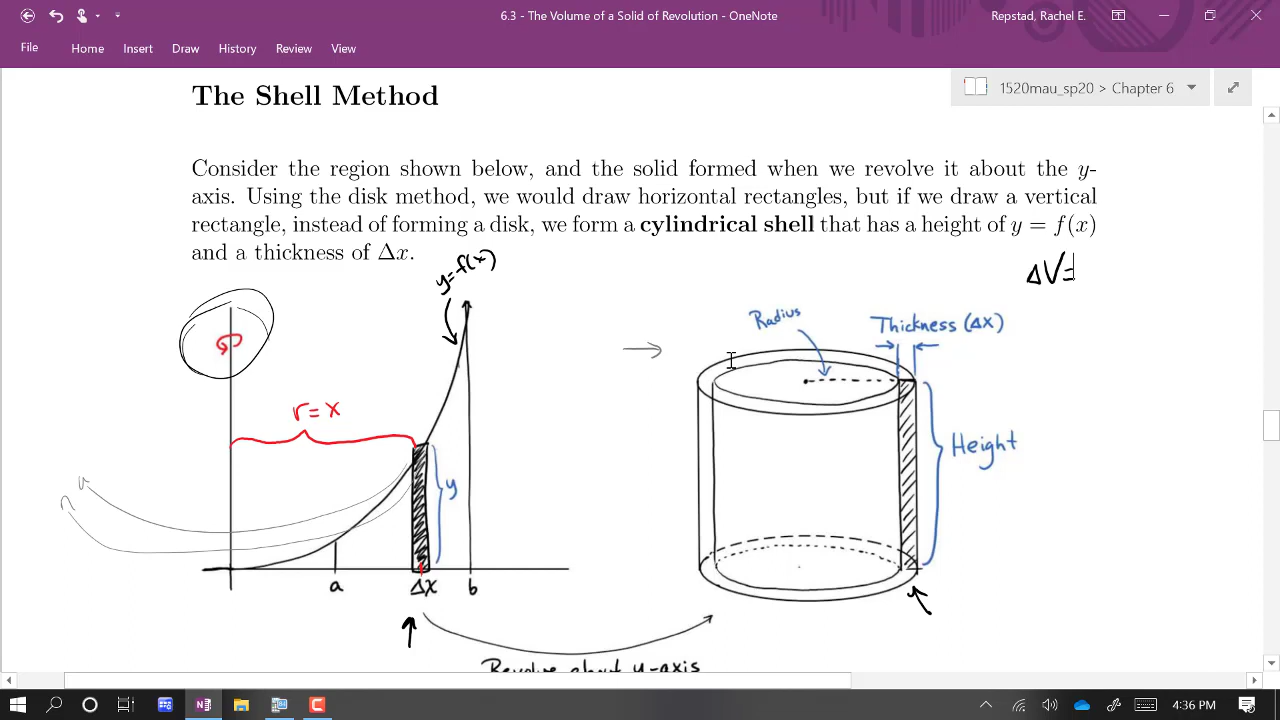 6.3 - The Volume of a Solid of Revolution - OneNote
Repstad, Rachel E.
File Home Insert Draw History Review View
1520mau_sp20 > Chapter 6
The Shell Method
Consider the region shown below, and the solid formed when we revolve it about the y-
axis. Using the disk method, we would draw horizontal rectangles, but if we draw a vertical
rectangle, instead of forming a disk, we form a cylindrical shell that has a height of y = f(x)
and a thickness of Δx.
ΔV=
y=f(x)
Radius
Thickness (Δx)
r=x
Height
y
a
Δx
b
Revolve about y-axis
4:36 PM